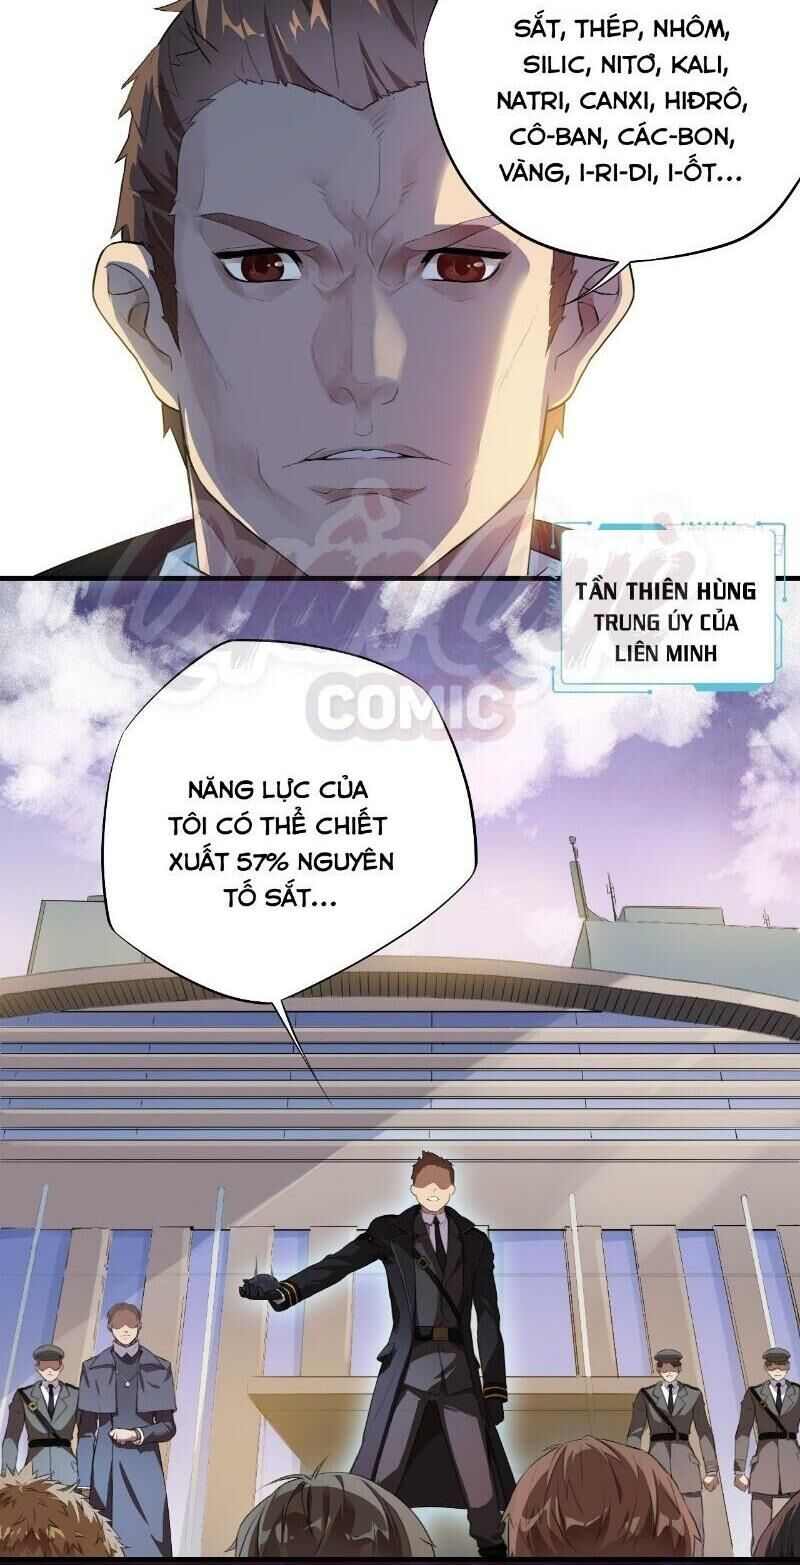 SẮT, THÉP, NHÔM,
SILIC, NITƠ, KALI,
NATRI, CANXI, HIĐRÔ,
CÔ-BAN, CÁC-BON,
VÀNG, I-RI-DI, I-ỐT...
TẦN THIÊN HÙNG
TRUNG ÚY CỦA
LIÊN MINH
COMIC
NĂNG LỰC CỦA
TÔI CÓ THỂ CHIẾT
XUẤT 57% NGUYÊN
TỐ SẮT...